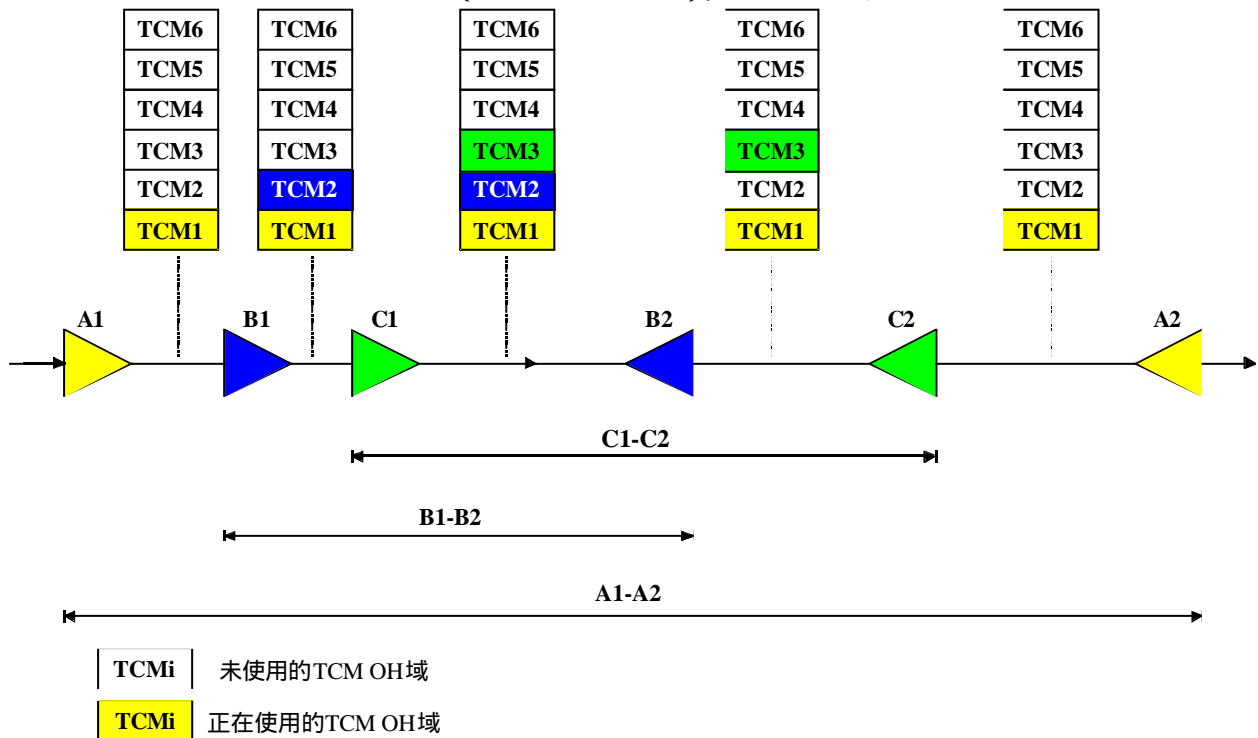 TCM6 TCM6 TCM6 TCM6 TCM6
TCM5 TCM5 TCM5 TCM5 TCM5
TCM4 TCM4 TCM4 TCM4 TCM4
TCM3 TCM3 TCM3 TCM3 TCM3
TCM2 TCM2 TCM2 TCM2 TCM2
TCM1 TCM1 TCM1 TCM1 TCM1
A1 B1 C1 B2 C2 A2
C1-C2
B1-B2
A1-A2
TCMi 未使用的TCM OH域
TCMi 正在使用的TCM OH域